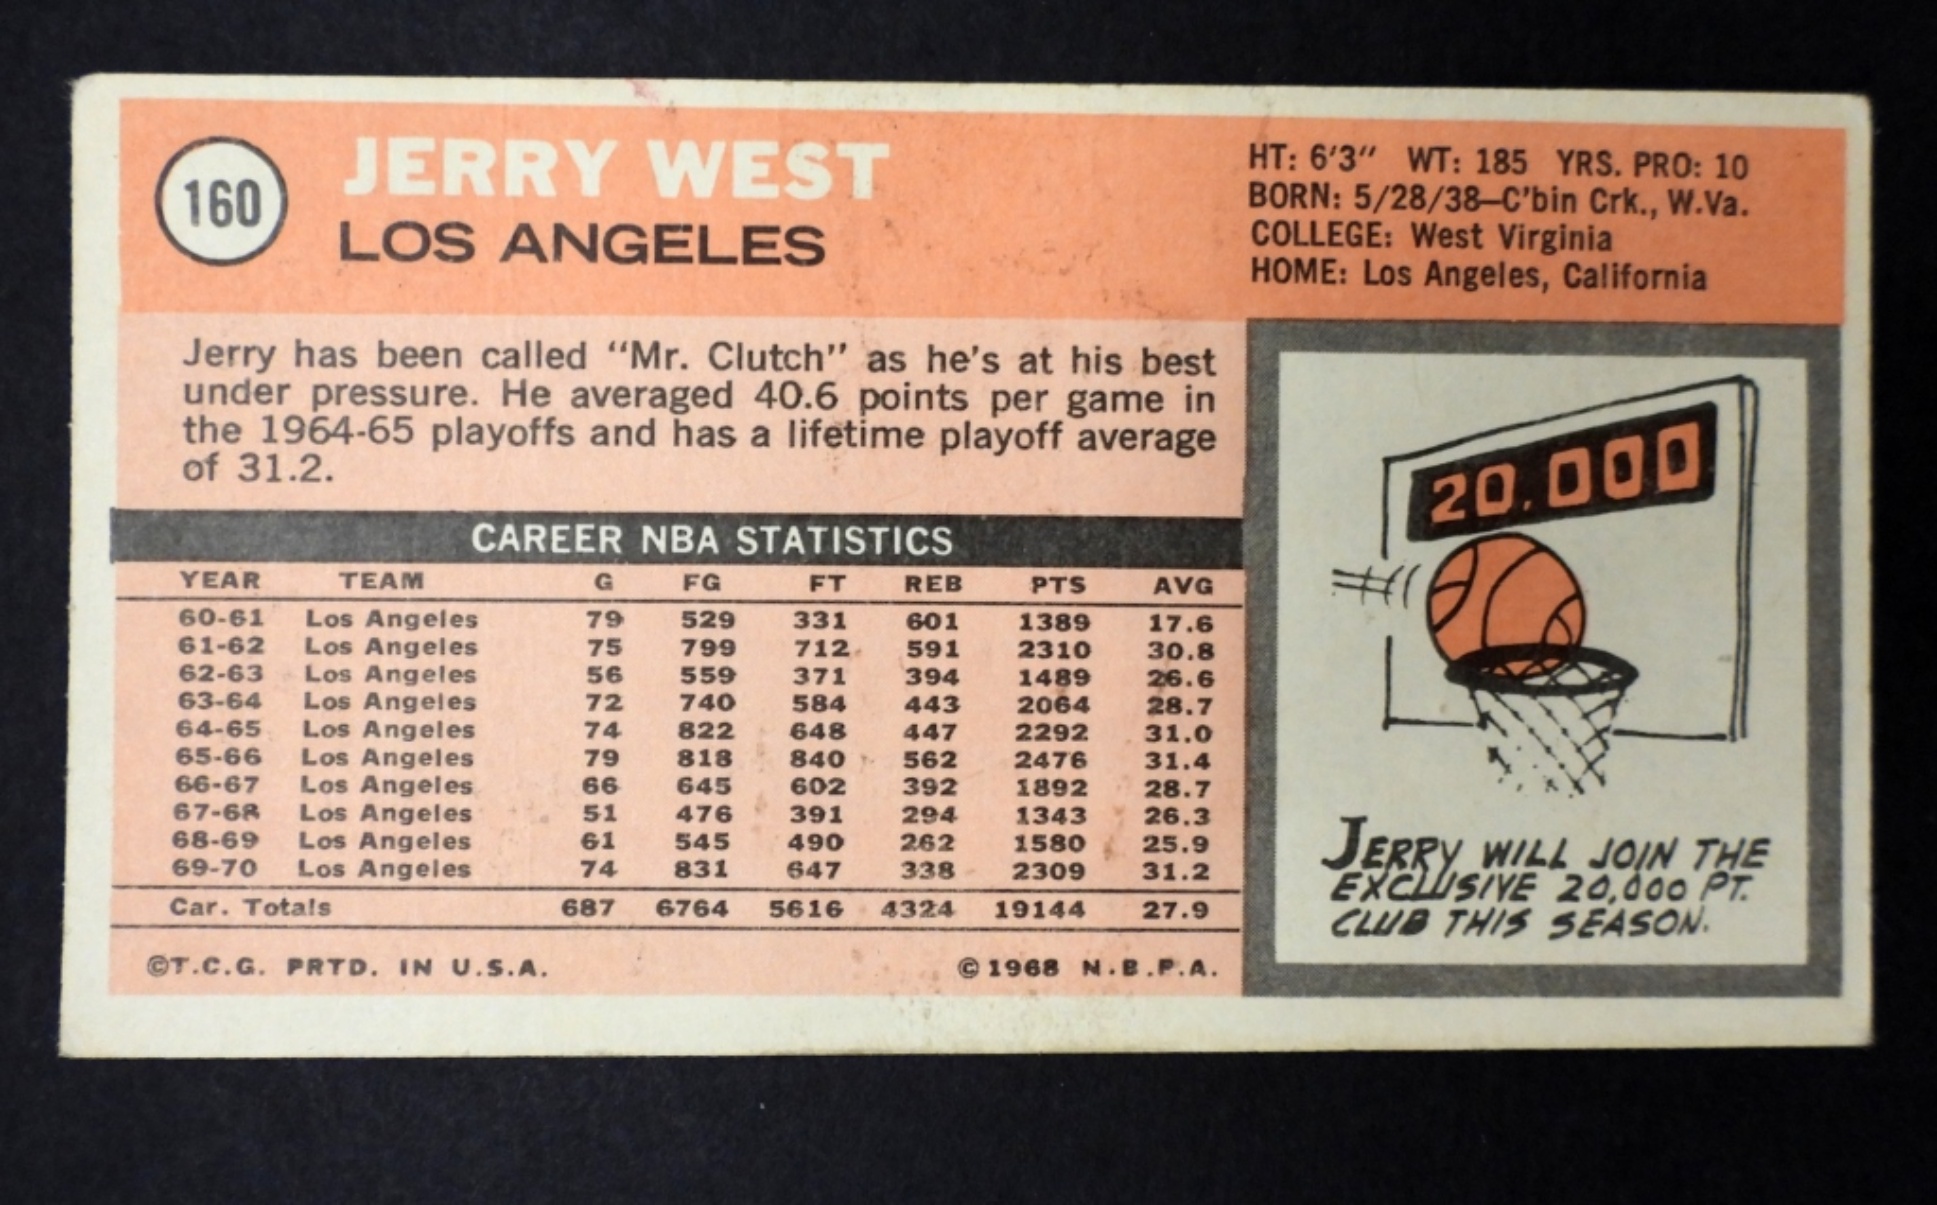 160
JERRY WEST
LOS ANGELES
HT: 6'3" WT: 185 YRS. PRO: 10
BORN: 5/28/38—C'bin Crk., W.Va.
COLLEGE: West Virginia
HOME: Los Angeles, California
Jerry has been called "Mr. Clutch" as he's at his best
under pressure. He averaged 40.6 points per game in
the 1964-65 playoffs and has a lifetime playoff average
of 31.2.
CAREER NBA STATISTICS
YEAR TEAM G FG FT REB PTS AVG
60-61 Los Angeles 79 529 331 601 1389 17.6
61-62 Los Angeles 75 799 712 591 2310 30.8
62-63 Los Angeles 56 559 371 394 1489 26.6
63-64 Los Angeles 72 740 584 443 2064 28.7
64-65 Los Angeles 74 822 648 447 2292 31.0
65-66 Los Angeles 79 818 840 562 2476 31.4
66-67 Los Angeles 66 645 602 392 1892 28.7
67-68 Los Angeles 51 476 391 294 1343 26.3
68-69 Los Angeles 61 545 490 262 1580 25.9
69-70 Los Angeles 74 831 647 338 2309 31.2
Car. Totals 687 6764 5616 4324 19144 27.9
©T.C.G. PRTD. IN U.S.A. ©1968 N.B.P.A.
20.000
JERRY WILL JOIN THE
EXCLUSIVE 20,000 PT.
CLUB THIS SEASON.